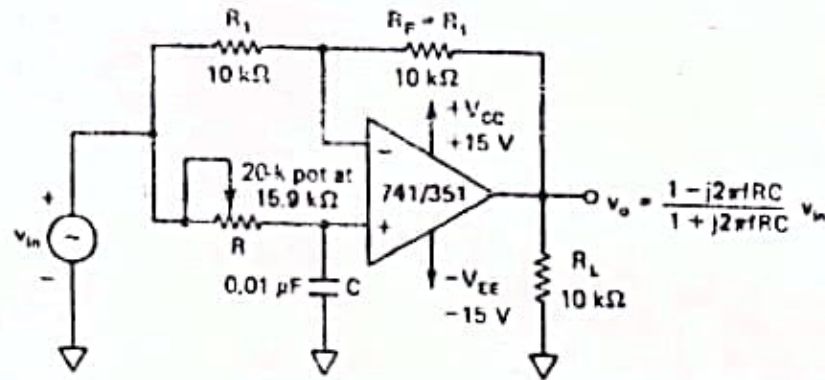 R₁
10 kΩ
R_F = R₁
10 kΩ
+V_CC
+15 V
−
741/351
+
20-k pot at
15.9 kΩ
R
+
v_in
~
−
0.01 µF
C
−V_EE
−15 V
v_o = (1 − j2πfRC)/(1 + j2πfRC) v_in
R_L
10 kΩ